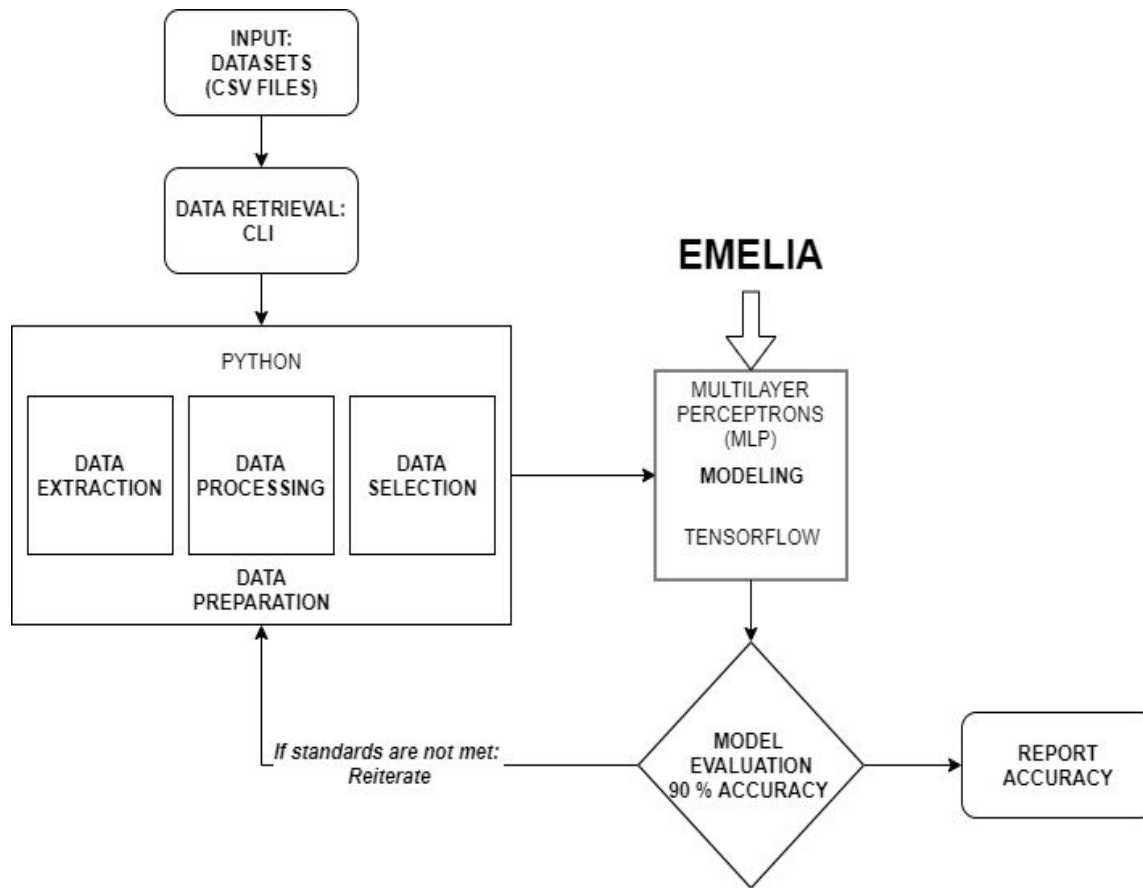 INPUT:
DATASETS
(CSV FILES)
DATA RETRIEVAL:
CLI
EMELIA
PYTHON
DATA
EXTRACTION
DATA
PROCESSING
DATA
SELECTION
DATA
PREPARATION
MULTILAYER
PERCEPTRONS
(MLP)
MODELING
TENSORFLOW
If standards are not met:
Reiterate
MODEL
EVALUATION
90 % ACCURACY
REPORT
ACCURACY